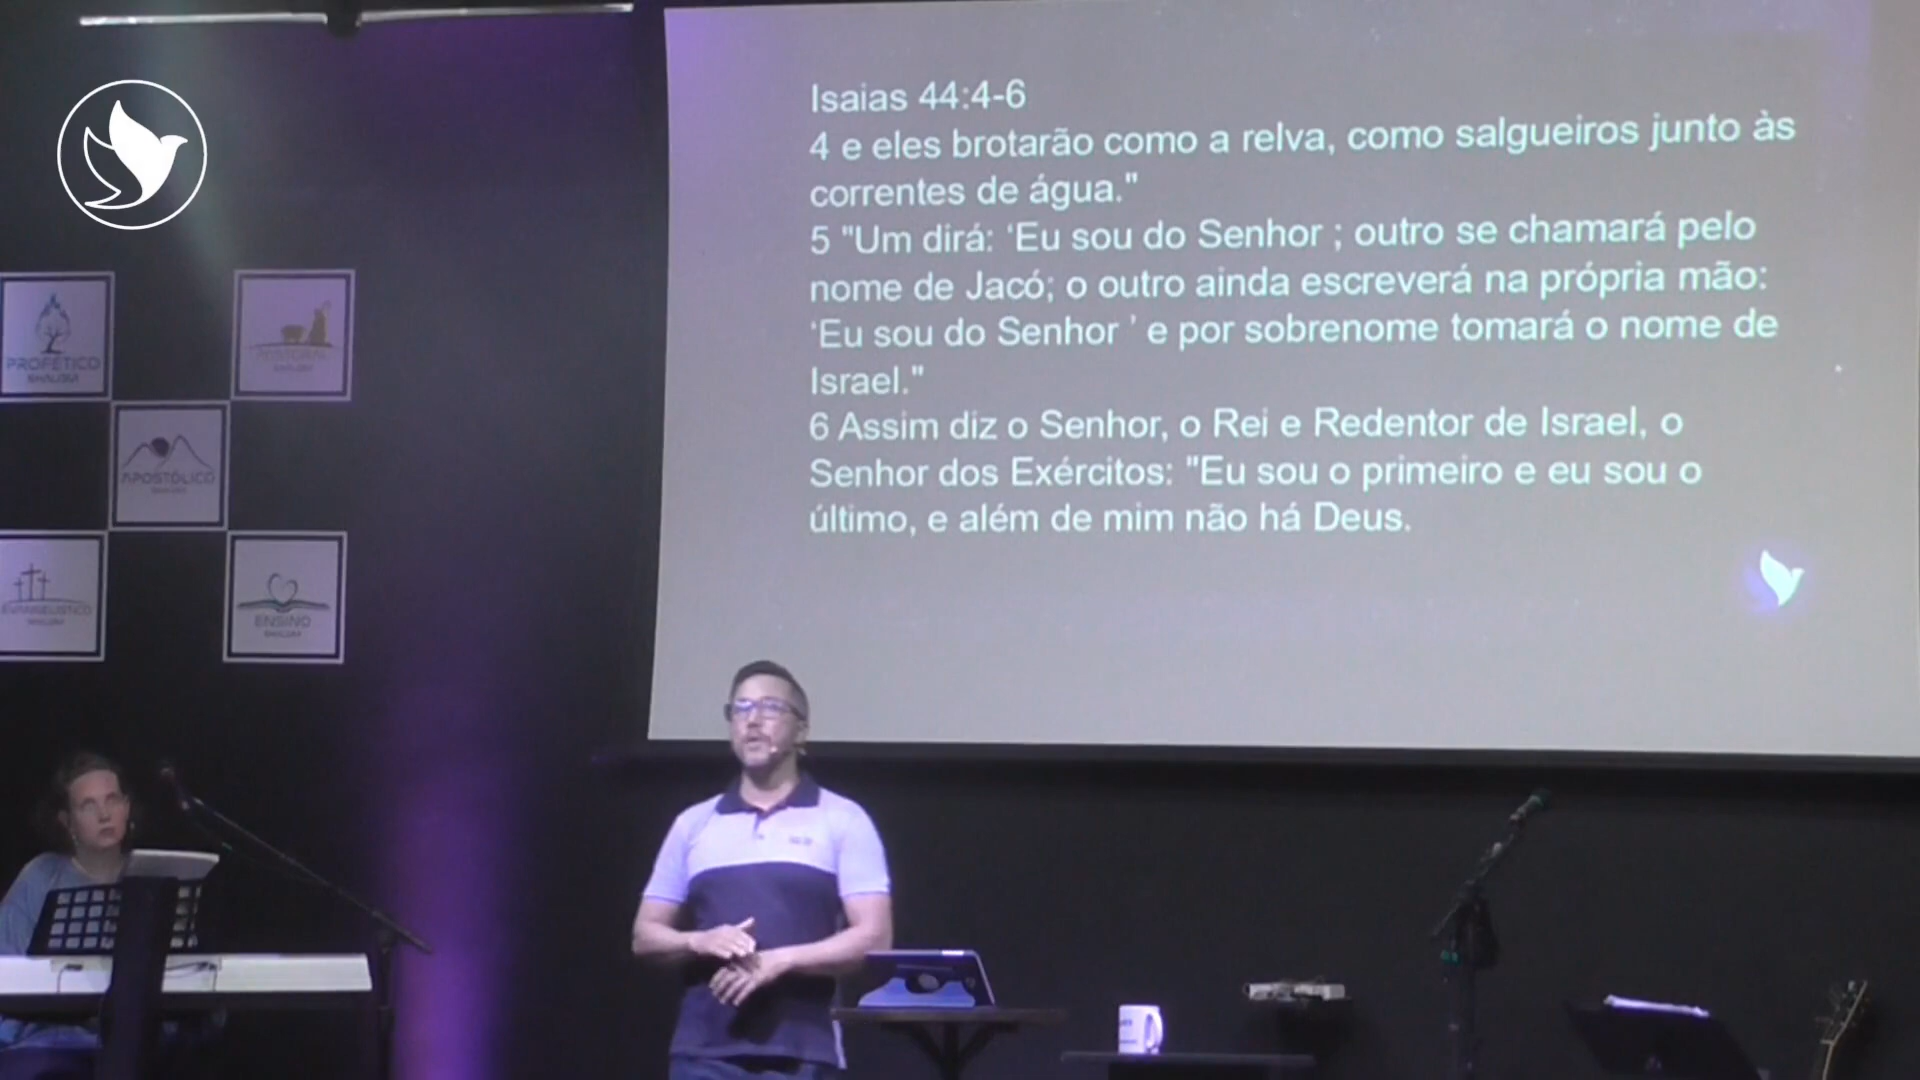 Isaias 44:4-6
4 e eles brotarão como a relva, como salgueiros junto às
correntes de água."
5 "Um dirá: ‘Eu sou do Senhor ; outro se chamará pelo
nome de Jacó; o outro ainda escreverá na própria mão:
‘Eu sou do Senhor ’ e por sobrenome tomará o nome de
Israel."
6 Assim diz o Senhor, o Rei e Redentor de Israel, o
Senhor dos Exércitos: "Eu sou o primeiro e eu sou o
último, e além de mim não há Deus.
PROFÉTICO
APOSTÓLICO
EVANGELÍSTICO
ENSINO